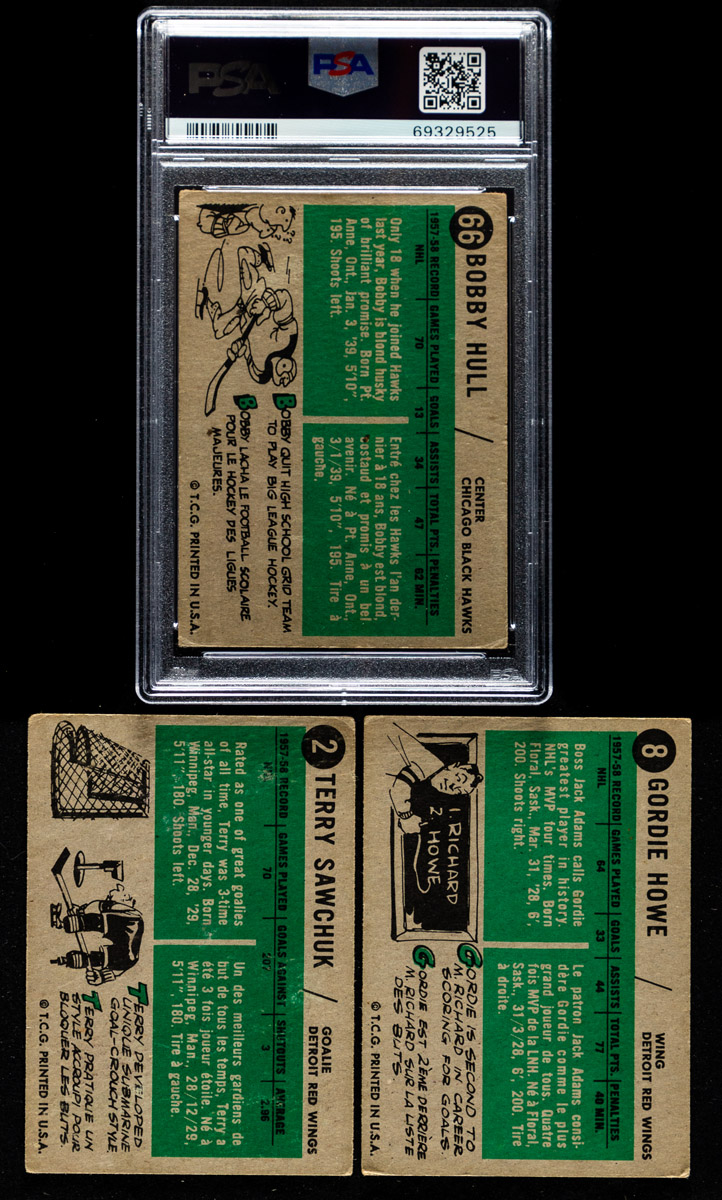 PSA
PSA
69329525
66 BOBBY HULL
CENTER
CHICAGO BLACK HAWKS
1957-58 RECORD GAMES PLAYED GOALS ASSISTS TOTAL PTS. PENALTIES
NHL 70 13 34 47 62 MIN.
Only 18 when he joined Hawks
last year, Bobby is blond husky
of brilliant promise. Born Pt.
Anne, Ont., Jan. 3, '39, 5'10",
195. Shoots left.
Entré chez les Hawks l'an der-
nier à 18 ans, Bobby est blond,
costaud et promis à un bel
avenir. Né à Pt. Anne, Ont.,
3/1/39, 5'10", 195. Tire à
gauche.
BOBBY QUIT HIGH SCHOOL GRID TEAM
TO PLAY BIG LEAGUE HOCKEY.
BOBBY LACHA LE FOOTBALL SCOLAIRE
POUR LE HOCKEY DES LIGUES
MAJEURES.
© T.C.G. PRINTED IN U.S.A.
2 TERRY SAWCHUK
GOALIE
DETROIT RED WINGS
1957-58 RECORD GAMES PLAYED GOALS AGAINST SHUTOUTS AVERAGE
70 207 3 2.96
Rated as one of great goalies
of all time, Terry was 3-time
all-star in younger days. Born
Winnipeg, Man., Dec. 28, '29,
5'11", 180. Shoots left.
Un des meilleurs gardiens de
but de tous les temps, Terry a
été 3 fois joueur étoile. Né à
Winnipeg, Man., 28/12/29,
5'11", 180. Tire à gauche.
TERRY DEVELOPED
UNIQUE SUBMARINE
GOAL-CROUCH STYLE.
TERRY PRATIQUE UN
STYLE ACCROUPI POUR
BLOQUER LES BUTS.
© T.C.G. PRINTED IN U.S.A.
8 GORDIE HOWE
WING
DETROIT RED WINGS
1957-58 RECORD GAMES PLAYED GOALS ASSISTS TOTAL PTS. PENALTIES
NHL 64 33 44 77 40 MIN.
Boss Jack Adams calls Gordie
greatest player in history.
NHL's MVP four times. Born
Floral, Sask., Mar. 31, '28, 6',
200. Shoots right.
Le patron Jack Adams consi-
dère Gordie comme le plus
grand joueur de tous. Quatre
fois MVP de la LNH. Né à Floral,
Sask., 31/3/28, 6', 200. Tire
à droite.
1. RICHARD
2. HOWE
GORDIE IS SECOND TO
M. RICHARD IN CAREER
SCORING FOR GOALS.
GORDIE EST 2ÈME DERRIÈRE
M. RICHARD SUR LA LISTE
DES BUTS.
© T.C.G. PRINTED IN U.S.A.